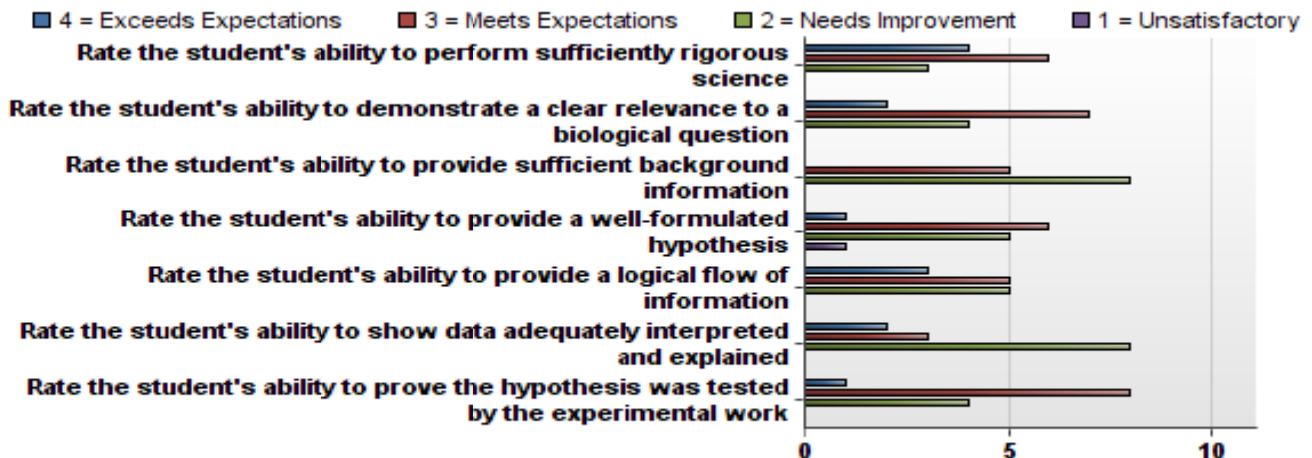 4 = Exceeds Expectations 3 = Meets Expectations 2 = Needs Improvement 1 = Unsatisfactory
Rate the student's ability to perform sufficiently rigorous
science
Rate the student's ability to demonstrate a clear relevance to a
biological question
Rate the student's ability to provide sufficient background
information
Rate the student's ability to provide a well-formulated
hypothesis
Rate the student's ability to provide a logical flow of
information
Rate the student's ability to show data adequately interpreted
and explained
Rate the student's ability to prove the hypothesis was tested
by the experimental work
0 5 10